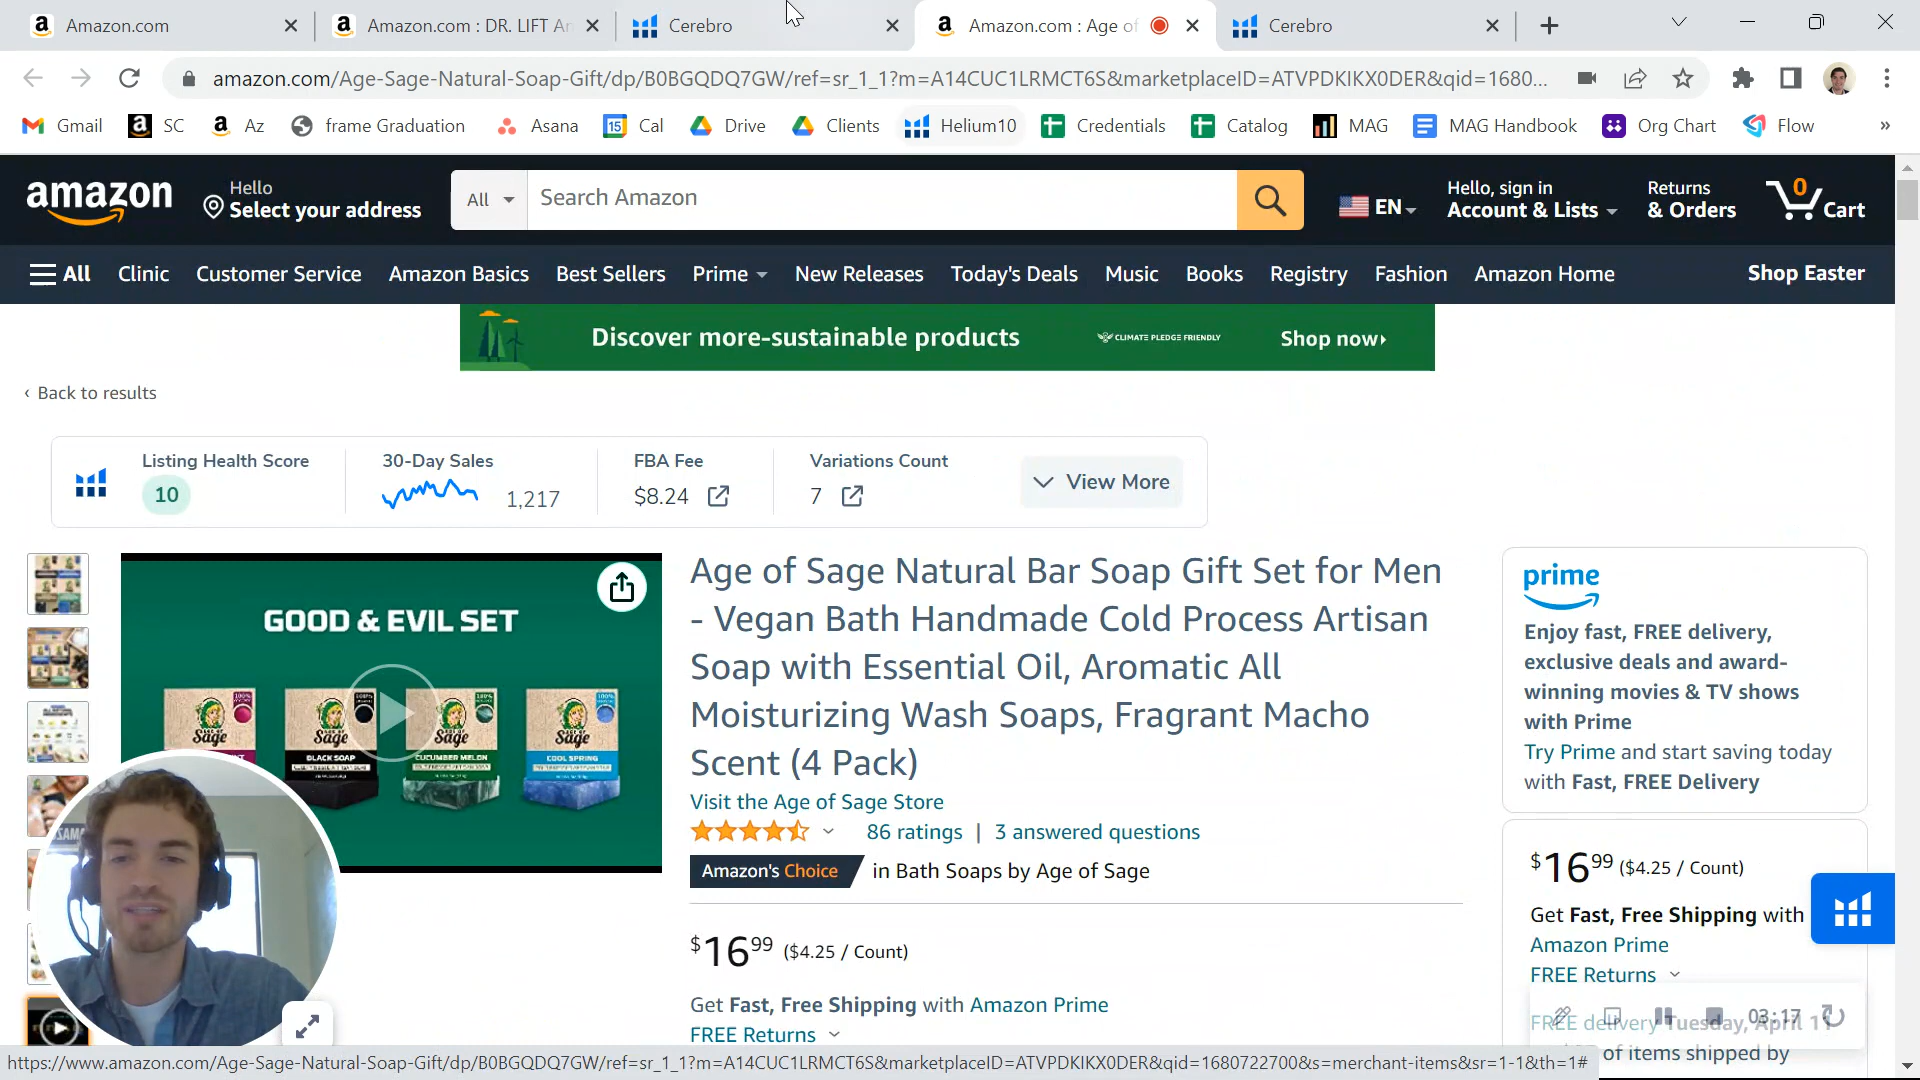 Amazon.com
Amazon.com : DR. LIFT An
Cerebro
Amazon.com : Age of
Cerebro
amazon.com/Age-Sage-Natural-Soap-Gift/dp/B0BGQDQ7GW/ref=sr_1_1?m=A14CUC1LRMCT6S&marketplaceID=ATVPDKIKX0DER&qid=1680...
Gmail
SC
Az
frame Graduation
Asana
15 Cal
Drive
Clients
Helium10
Credentials
Catalog
MAG
MAG Handbook
Org Chart
Flow
»
amazon
Hello
Select your address
All
Search Amazon
EN
Hello, sign in
Account & Lists
Returns
& Orders
0
Cart
All
Clinic
Customer Service
Amazon Basics
Best Sellers
Prime
New Releases
Today's Deals
Music
Books
Registry
Fashion
Amazon Home
Shop Easter
Discover more-sustainable products
CLIMATE PLEDGE FRIENDLY
Shop now
‹ Back to results
Listing Health Score
10
30-Day Sales
1,217
FBA Fee
$8.24
Variations Count
7
View More
GOOD & EVIL SET
Sage
Sage
Sage
Sage
BLACK SOAP
CUCUMBER MELON
COOL SPRING
Age of Sage Natural Bar Soap Gift Set for Men
- Vegan Bath Handmade Cold Process Artisan
Soap with Essential Oil, Aromatic All
Moisturizing Wash Soaps, Fragrant Macho
Scent (4 Pack)
Visit the Age of Sage Store
86 ratings | 3 answered questions
Amazon's Choice in Bath Soaps by Age of Sage
$16 99 ($4.25 / Count)
Get Fast, Free Shipping with Amazon Prime
FREE Returns
prime
Enjoy fast, FREE delivery,
exclusive deals and award-
winning movies & TV shows
with Prime
Try Prime and start saving today
with Fast, FREE Delivery
$16 99 ($4.25 / Count)
Get Fast, Free Shipping with
Amazon Prime
FREE Returns
FREE delivery Tuesday, April 11
03:17
of items shipped by
https://www.amazon.com/Age-Sage-Natural-Soap-Gift/dp/B0BGQDQ7GW/ref=sr_1_1?m=A14CUC1LRMCT6S&marketplaceID=ATVPDKIKX0DER&qid=1680722700&s=merchant-items&sr=1-1&th=1#